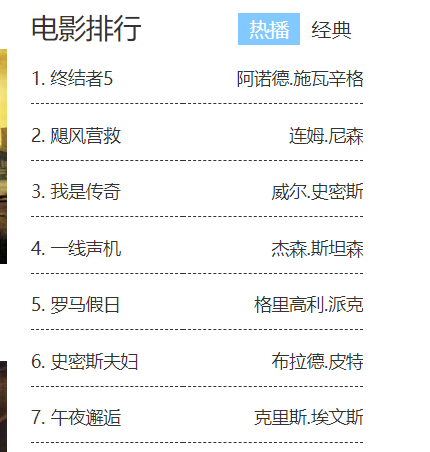 电影排行 热播 经典
1. 终结者5 阿诺德.施瓦辛格
2. 飓风营救 连姆.尼森
3. 我是传奇 威尔.史密斯
4. 一线声机 杰森.斯坦森
5. 罗马假日 格里高利.派克
6. 史密斯夫妇 布拉德.皮特
7. 午夜邂逅 克里斯.埃文斯